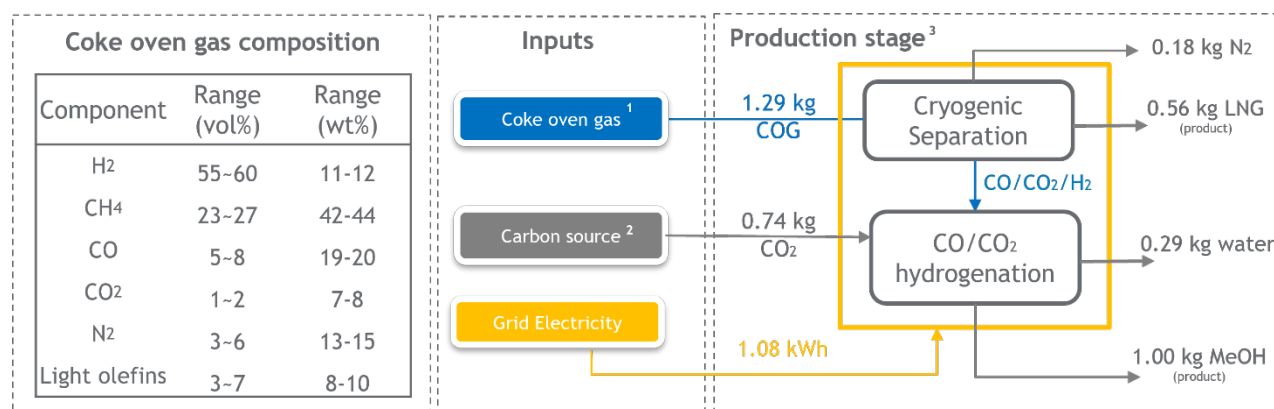 Coke oven gas composition
Component Range (vol%) Range (wt%)
H2 55~60 11-12
CH4 23~27 42-44
CO 5~8 19-20
CO2 1~2 7-8
N2 3~6 13-15
Light olefins 3~7 8-10
Inputs
Coke oven gas 1
Carbon source 2
Grid Electricity
Production stage 3
1.29 kg
COG
0.74 kg
CO2
1.08 kWh
Cryogenic
Separation
CO/CO2/H2
CO/CO2
hydrogenation
0.18 kg N2
0.56 kg LNG
(product)
0.29 kg water
1.00 kg MeOH
(product)